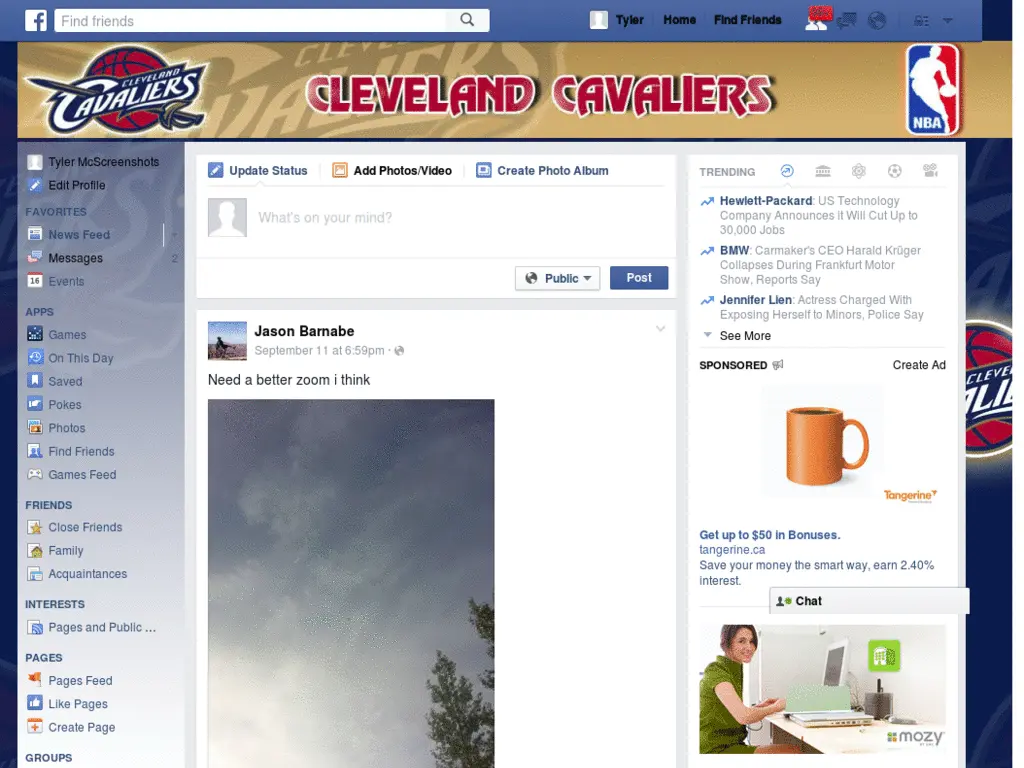 Find friends
Tyler Home Find Friends
CLEVELAND CAVALIERS
CLEVELAND CAVALIERS
NBA
Tyler McScreenshots
Edit Profile
FAVORITES
News Feed
Messages 2
16 Events
APPS
Games
On This Day
Saved
Pokes
Photos
Find Friends
Games Feed
FRIENDS
Close Friends
Family
Acquaintances
INTERESTS
Pages and Public ...
PAGES
Pages Feed
Like Pages
Create Page
GROUPS
Update Status Add Photos/Video Create Photo Album
What's on your mind?
Public Post
Jason Barnabe
September 11 at 6:59pm ·
Need a better zoom i think
TRENDING
Hewlett-Packard: US Technology
Company Announces it Will Cut Up to
30,000 Jobs
BMW: Carmaker's CEO Harald Krüger
Collapses During Frankfurt Motor
Show, Reports Say
Jennifer Lien: Actress Charged With
Exposing Herself to Minors, Police Say
See More
SPONSORED Create Ad
Tangerine
Get up to $50 in Bonuses.
tangerine.ca
Save your money the smart way, earn 2.40%
interest.
Chat
mozy